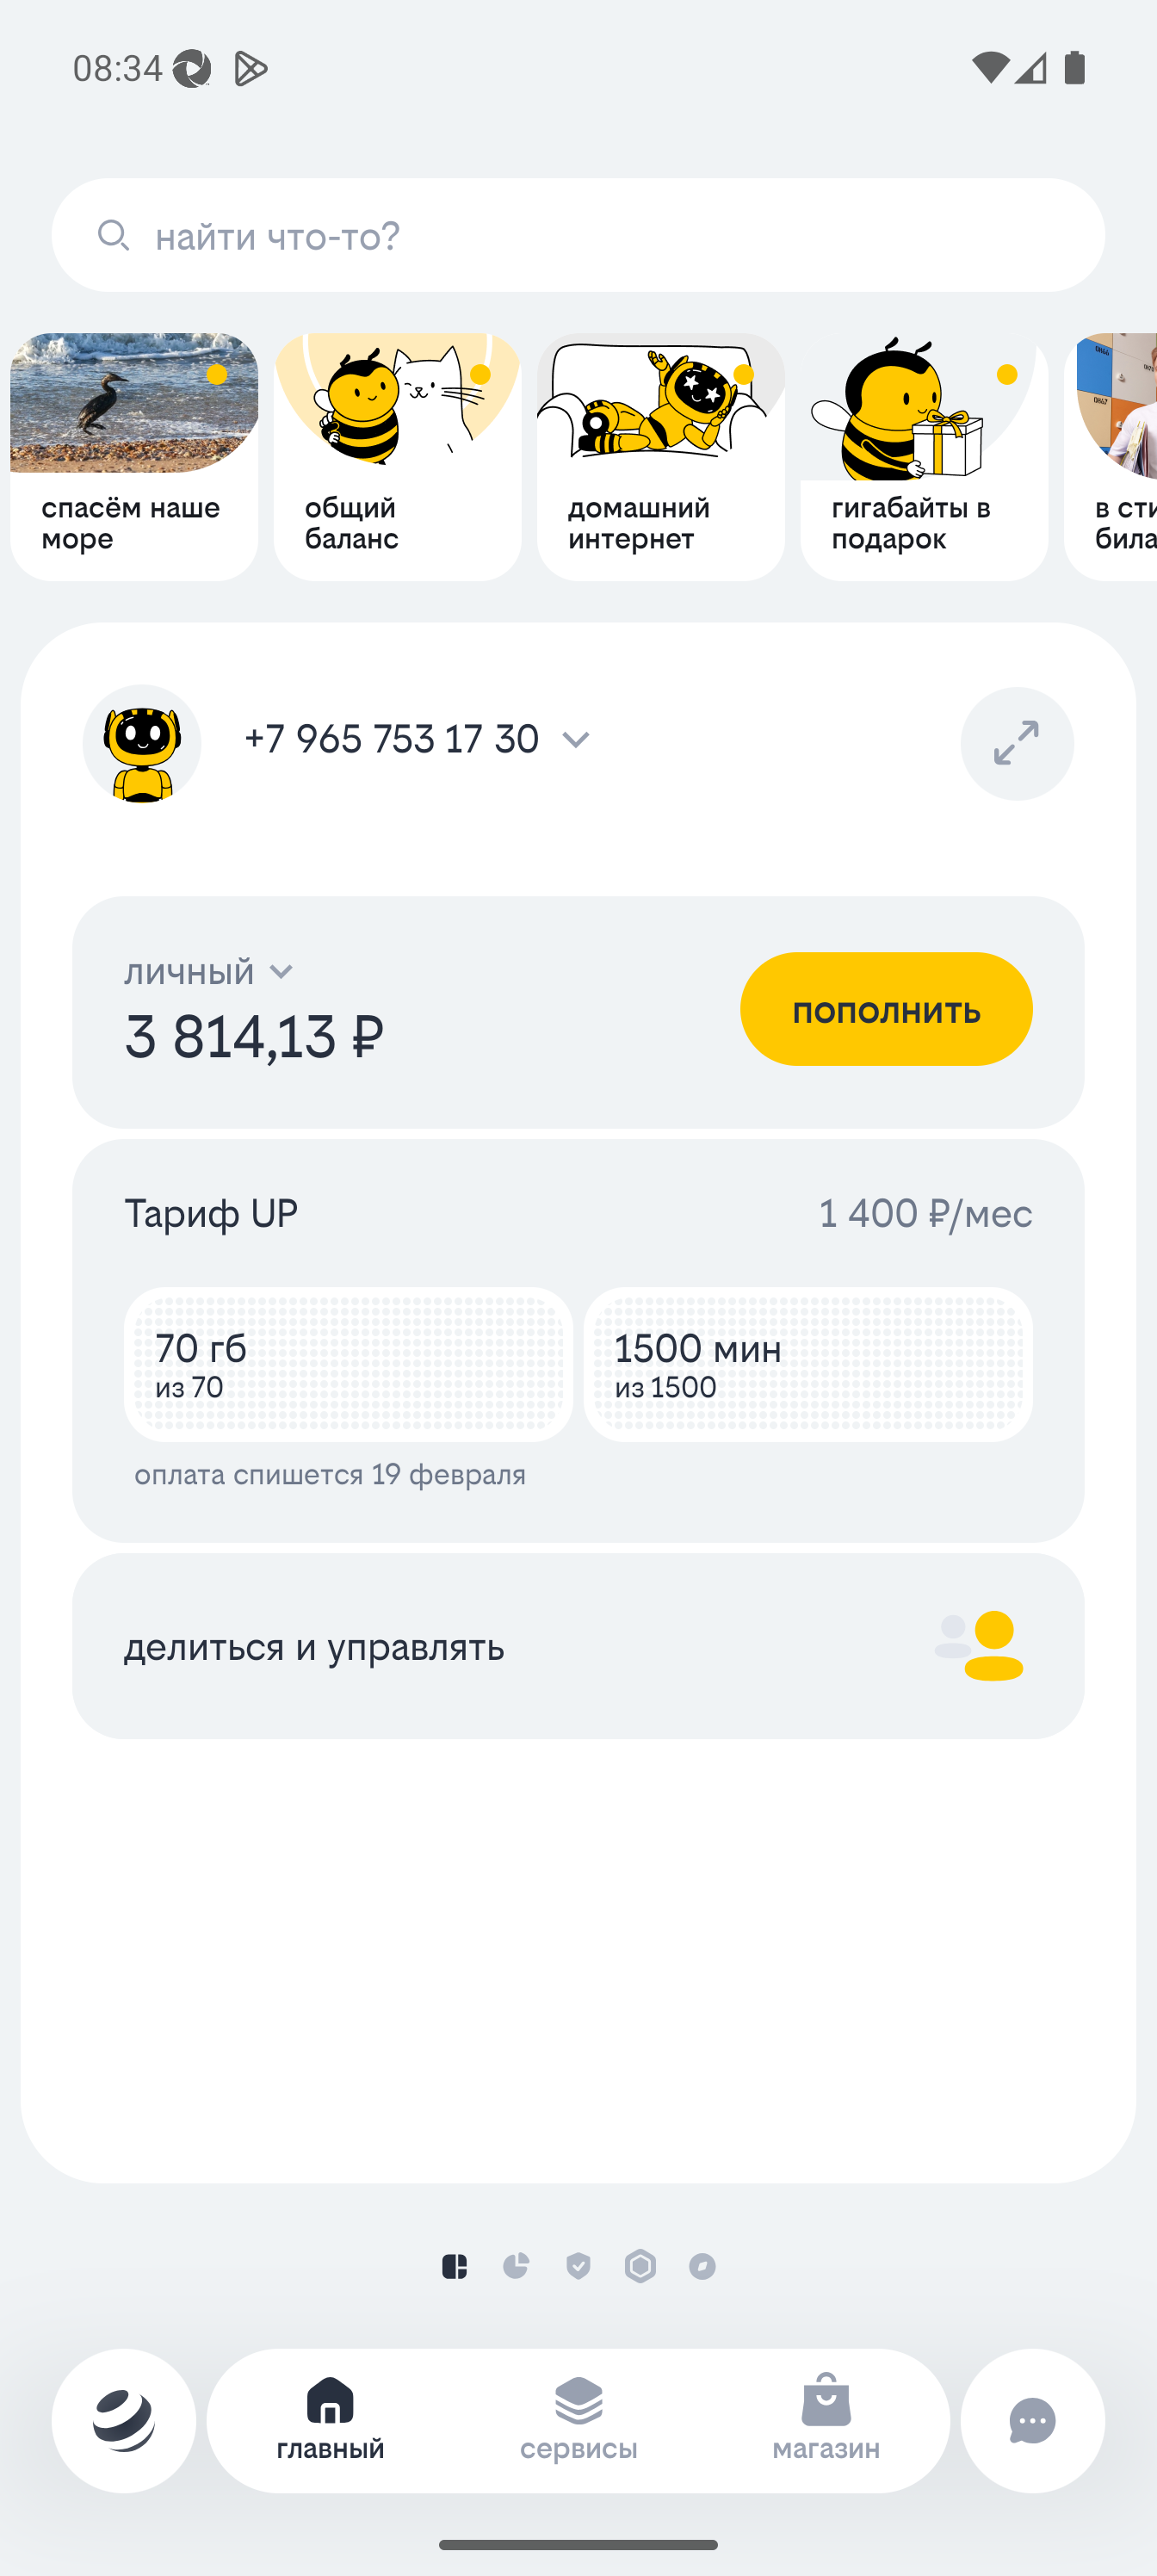 08:34
найти что-то?
спасём наше
море
общий
баланс
домашний
интернет
гигабайты в
подарок
в сти
била
+7 965 753 17 30
личный
3 814,13 ₽
пополнить
Тариф UP
1 400 ₽/мес
70 гб
из 70
1500 мин
из 1500
оплата спишется 19 февраля
делиться и управлять
главный
сервисы
магазин